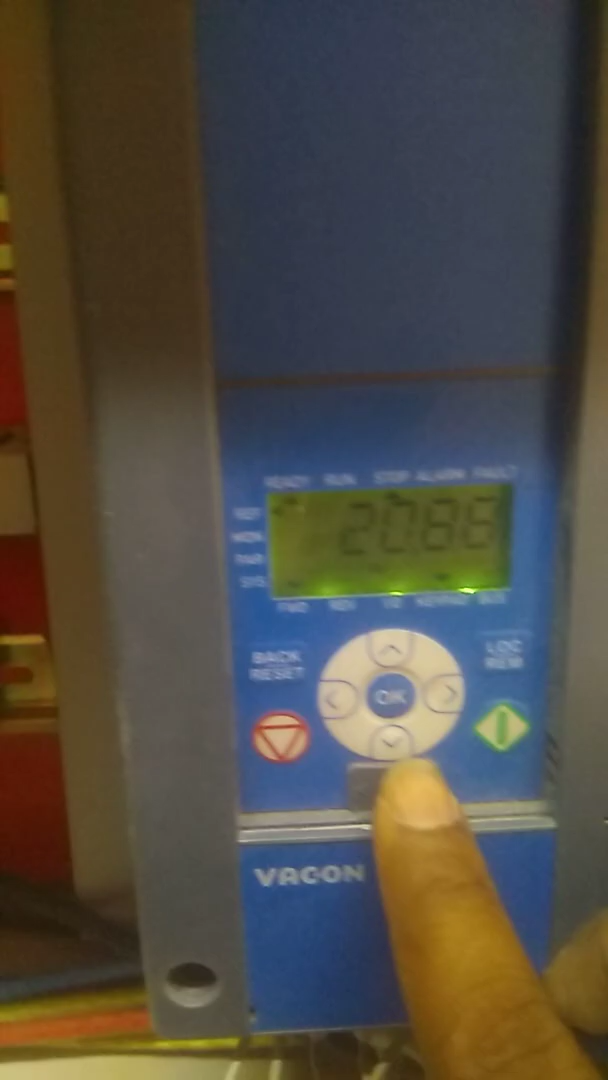 READY RUN STOP ALARM FAULT
REF
MON
PAR
SYS
FWD REV I/O KEYPAD BUS
BACK
RESET
OK
LOC
REM
VACON